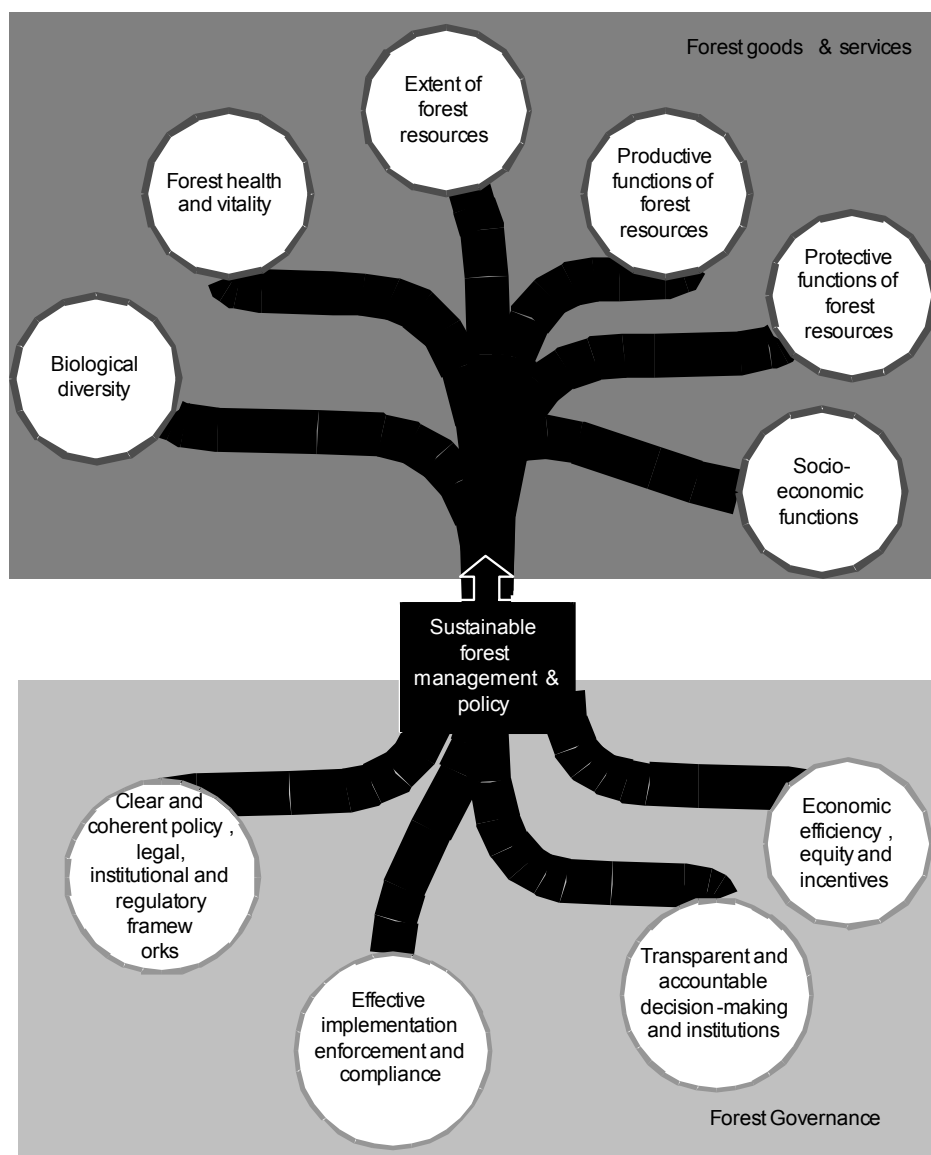 Forest goods & services
Extent of
forest
resources
Forest health
and vitality
Productive
functions of
forest
resources
Protective
functions of
forest
resources
Biological
diversity
Socio-
economic
functions
Sustainable
forest
management &
policy
Clear and
coherent policy ,
legal,
institutional and
regulatory
framew
orks
Economic
efficiency ,
equity and
incentives
Effective
implementation
enforcement and
compliance
Transparent and
accountable
decision-making
and institutions
Forest Governance